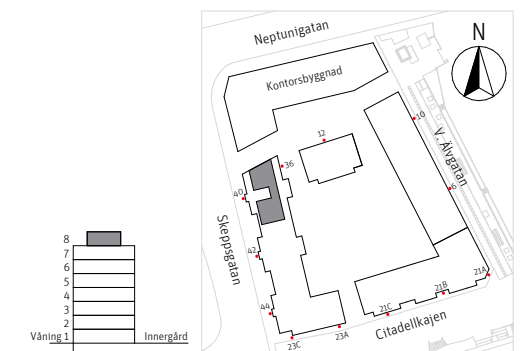 Neptunigatan
N
Kontorsbyggnad
10
V. Älvgatan
12
36
40
Skeppsgatan
42
21A
21B
44
21C
23A
23C
Citadellkajen
8
7
6
5
4
3
2
Våning 1
Innergård